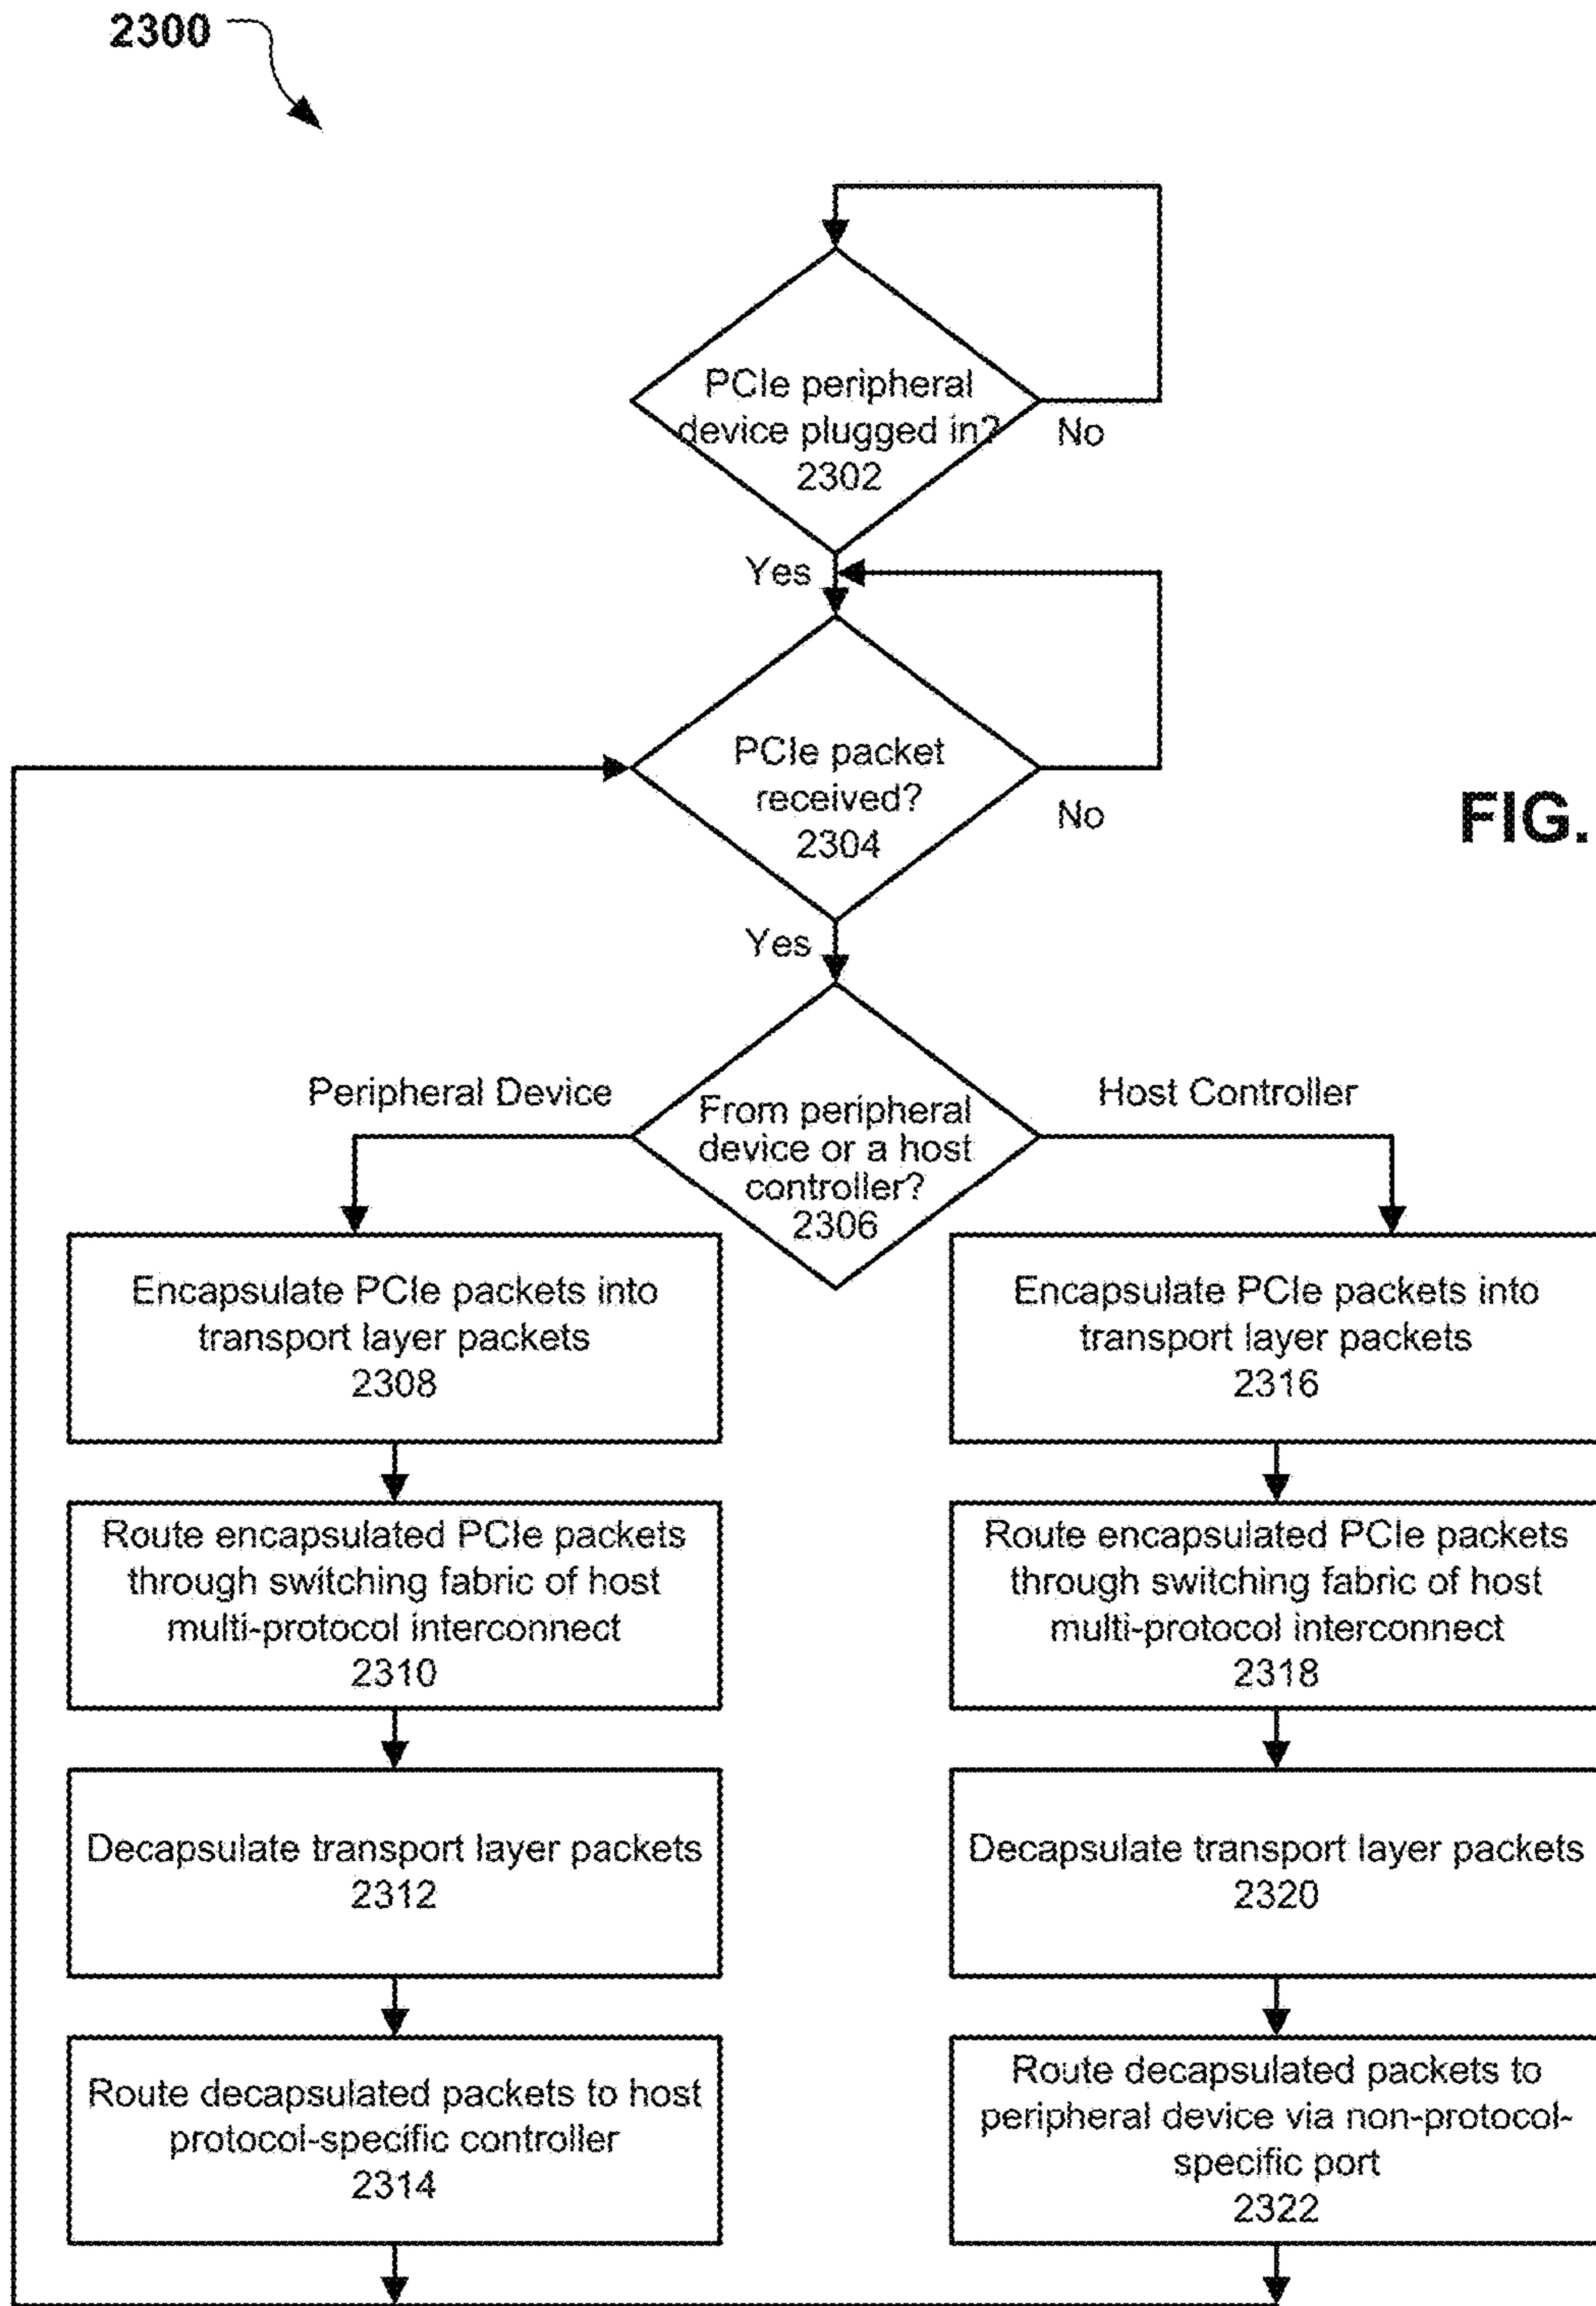 2300
PCIe peripheral
device plugged in?
2302
No
Yes
PCIe packet
received?
2304
No
FIG.
Yes
Peripheral Device
Host Controller
From peripheral
device or a host
controller?
2306
Encapsulate PCIe packets into
transport layer packets
2308
Route encapsulated PCIe packets
through switching fabric of host
multi-protocol interconnect
2310
Decapsulate transport layer packets
2312
Route decapsulated packets to host
protocol-specific controller
2314
Encapsulate PCIe packets into
transport layer packets
2316
Route encapsulated PCIe packets
through switching fabric of host
multi-protocol interconnect
2318
Decapsulate transport layer packets
2320
Route decapsulated packets to
peripheral device via non-protocol-
specific port
2322